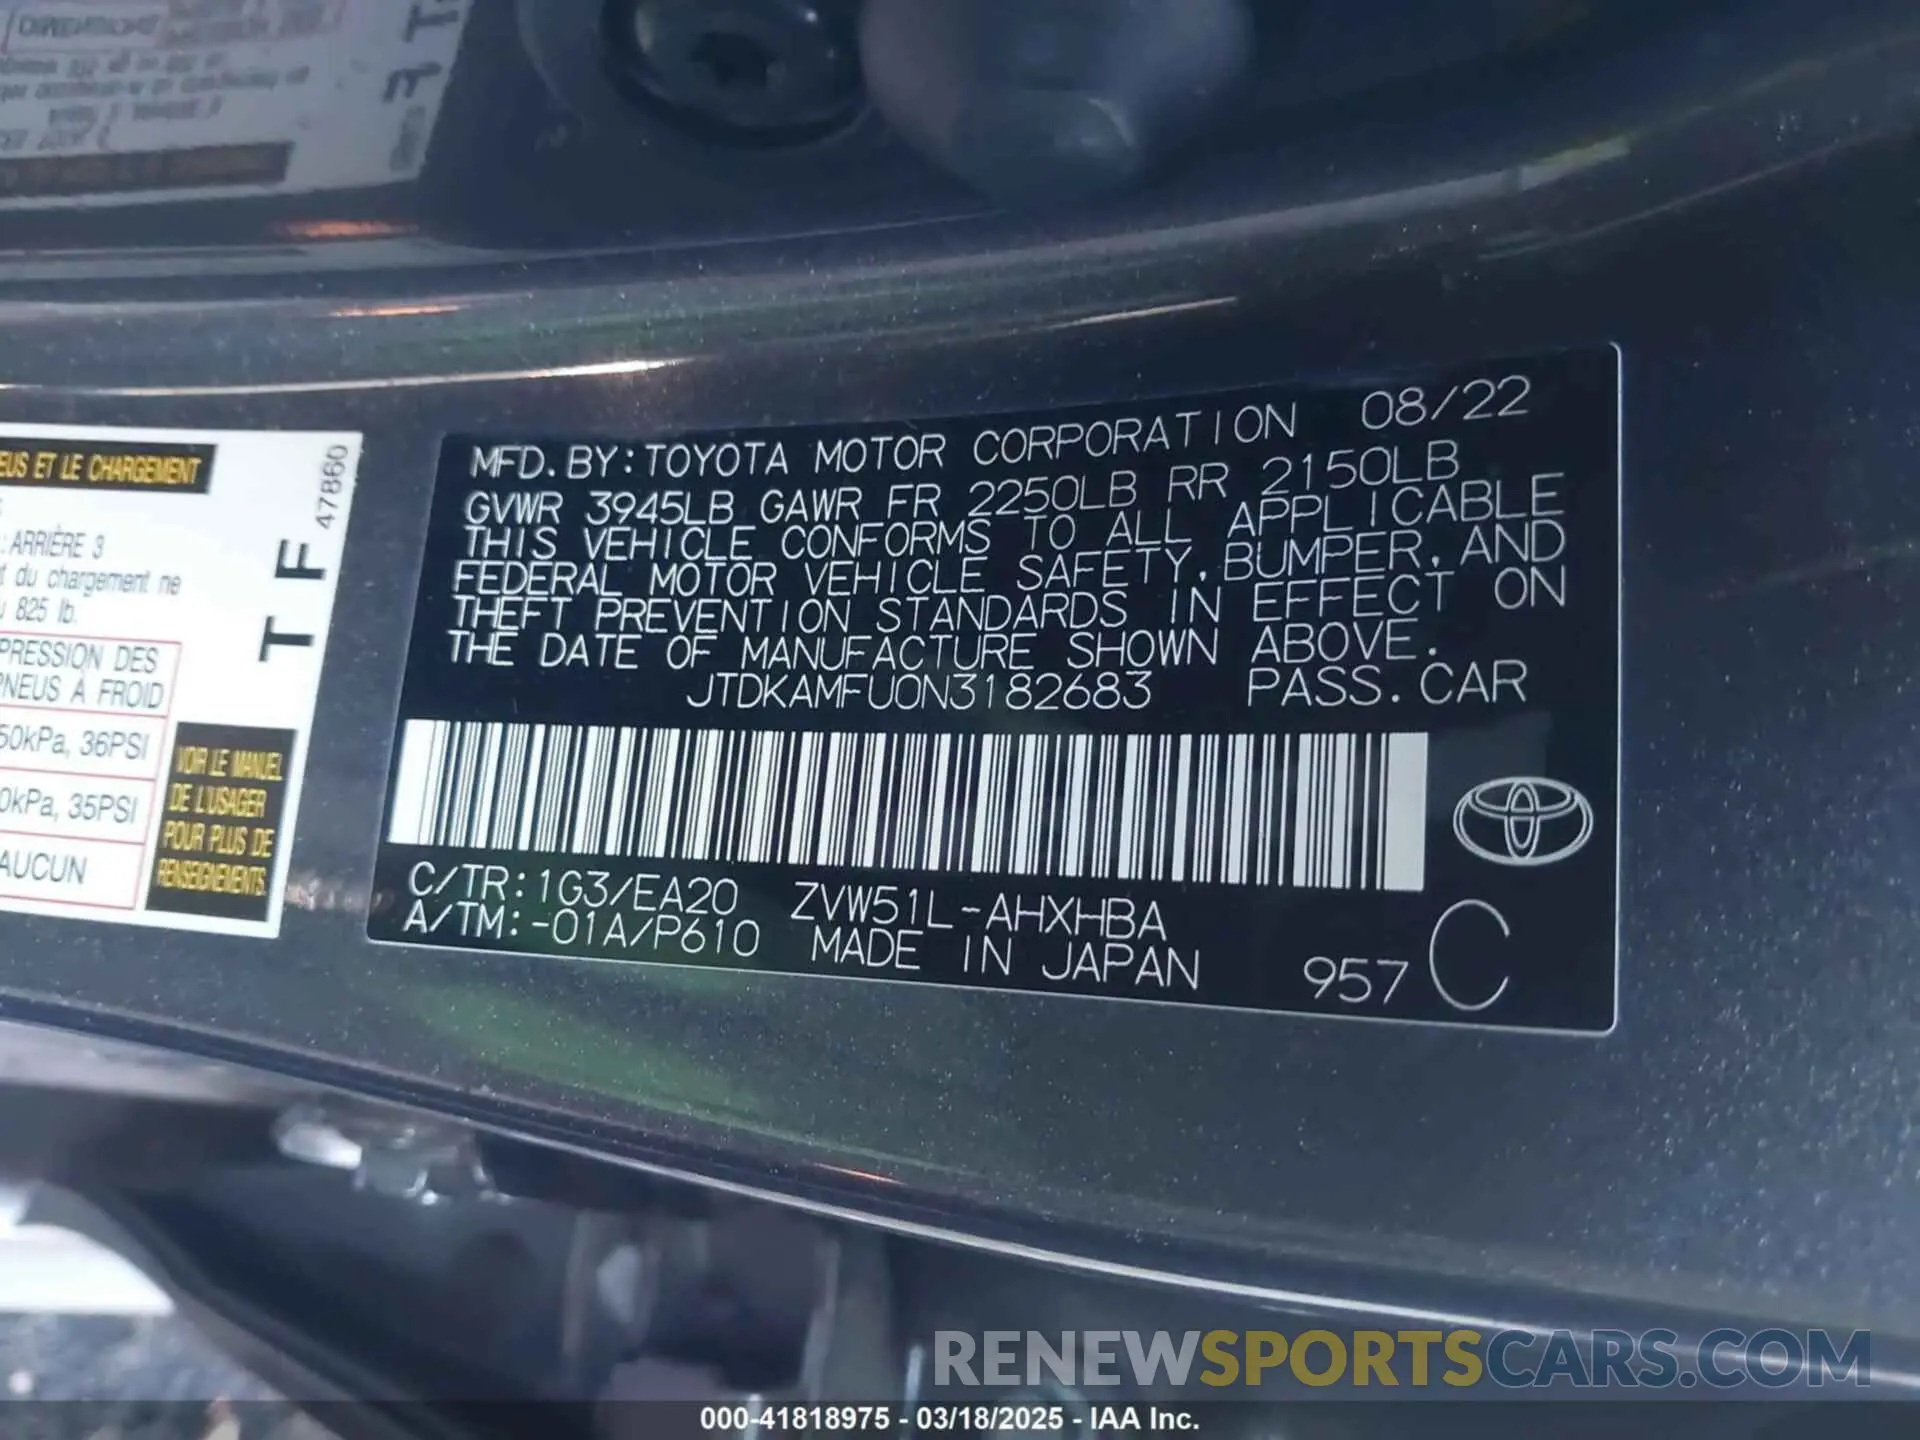 DIRECTIONS
EUS ET LE CHARGEMENT
47860
: ARRIÈRE 3
t du chargement ne
825 lb.
T F
PRESSION DES
PNEUS À FROID
50kPa, 36PSI
0kPa, 35PSI
AUCUN
VOIR LE MANUEL
DE L'USAGER
POUR PLUS DE
RENSEIGNEMENTS.
MFD. BY: TOYOTA MOTOR CORPORATION 08/22
GVWR 3945LB GAWR FR 2250LB RR 2150LB
THIS VEHICLE CONFORMS TO ALL APPLICABLE
FEDERAL MOTOR VEHICLE SAFETY, BUMPER, AND
THEFT PREVENTION STANDARDS IN EFFECT ON
THE DATE OF MANUFACTURE SHOWN ABOVE.
JTDKAMFU0N3182683 PASS. CAR
C/TR: 1G3/EA20 ZVW51L-AHXHBA
A/TM: -01A/P610 MADE IN JAPAN 957 C
RENEWSPORTSCARS.COM
000-41818975 - 03/18/2025 - IAA Inc.